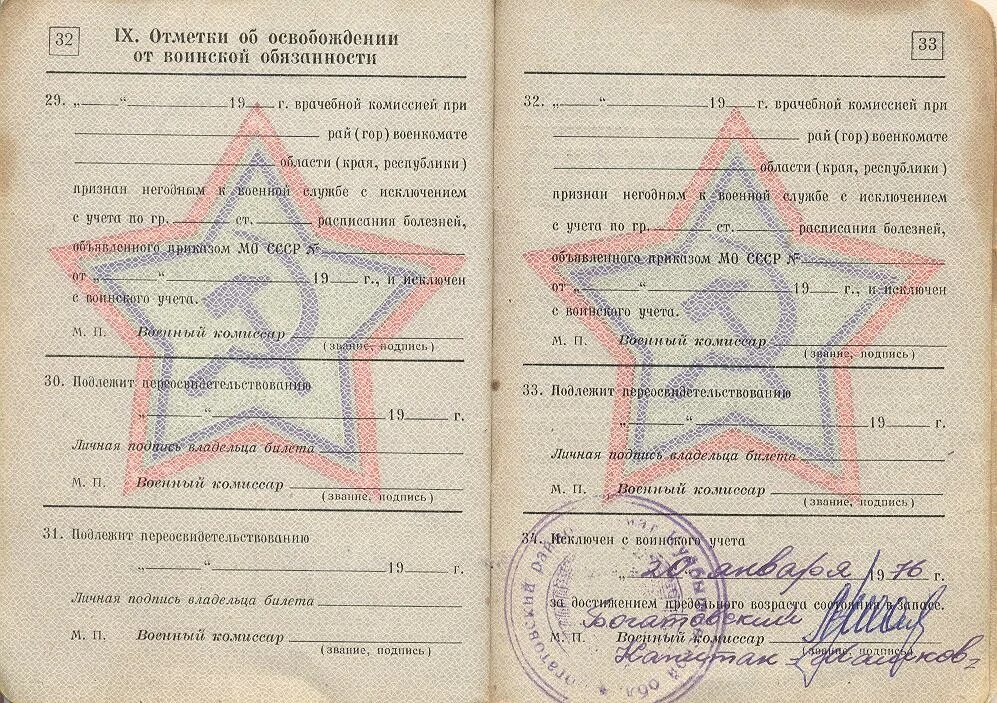 32
IX. Отметки об освобождении
от воинской обязанности
29. „ “ 19 г. врачебной комиссией при
рай (гор) военкомате
области (края, республики)
признан негодным к военной службе с исключением
с учета по гр. ст. расписания болезней,
объявленного приказом МО СССР №
от „ “ 19 г., и исключен
с воинского учета.
М. П. Военный комиссар
(звание, подпись)
30. Подлежит переосвидетельствованию
„ “ 19 г.
Личная подпись владельца билета
М. П. Военный комиссар
(звание, подпись)
31. Подлежит переосвидетельствованию
„ “ 19 г.
Личная подпись владельца билета
М. П. Военный комиссар
(звание, подпись)
33
32. „ “ 19 г. врачебной комиссией при
рай (гор) военкомате
области (края, республики)
признан негодным к военной службе с исключением
с учета по гр. ст. расписания болезней,
объявленного приказом МО СССР №
от „ “ 19 г., и исключен
с воинского учета.
М. П. Военный комиссар
(звание, подпись)
33. Подлежит переосвидетельствованию
„ “ 19 г.
Личная подпись владельца билета
М. П. Военный комиссар
(звание, подпись)
34. Исключен с воинского учета
„ 20 “ января 1976 г.
за достижением предельного возраста состояния в запасе.
Богатовский
М. П. Военный комиссар
(звание, подпись)
Капитан